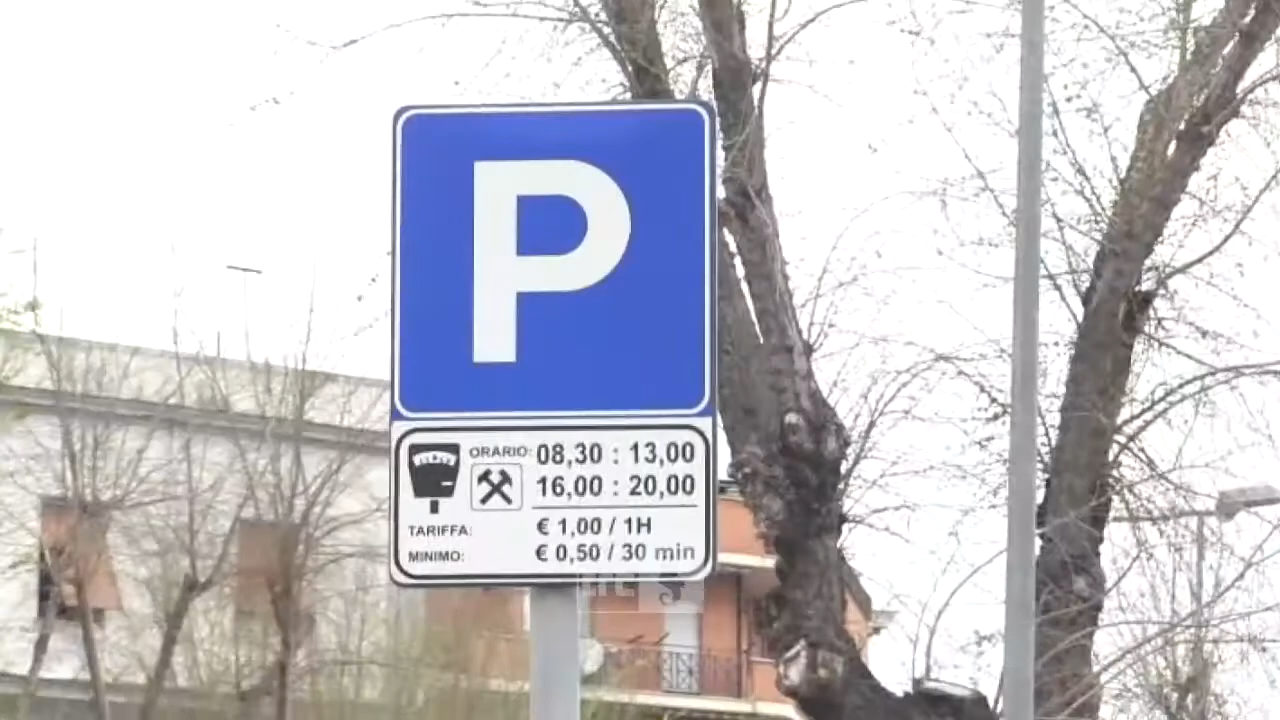 P
ORARIO: 08,30 : 13,00
16,00 : 20,00
TARIFFA: € 1,00 / 1H
MINIMO: € 0,50 / 30 min